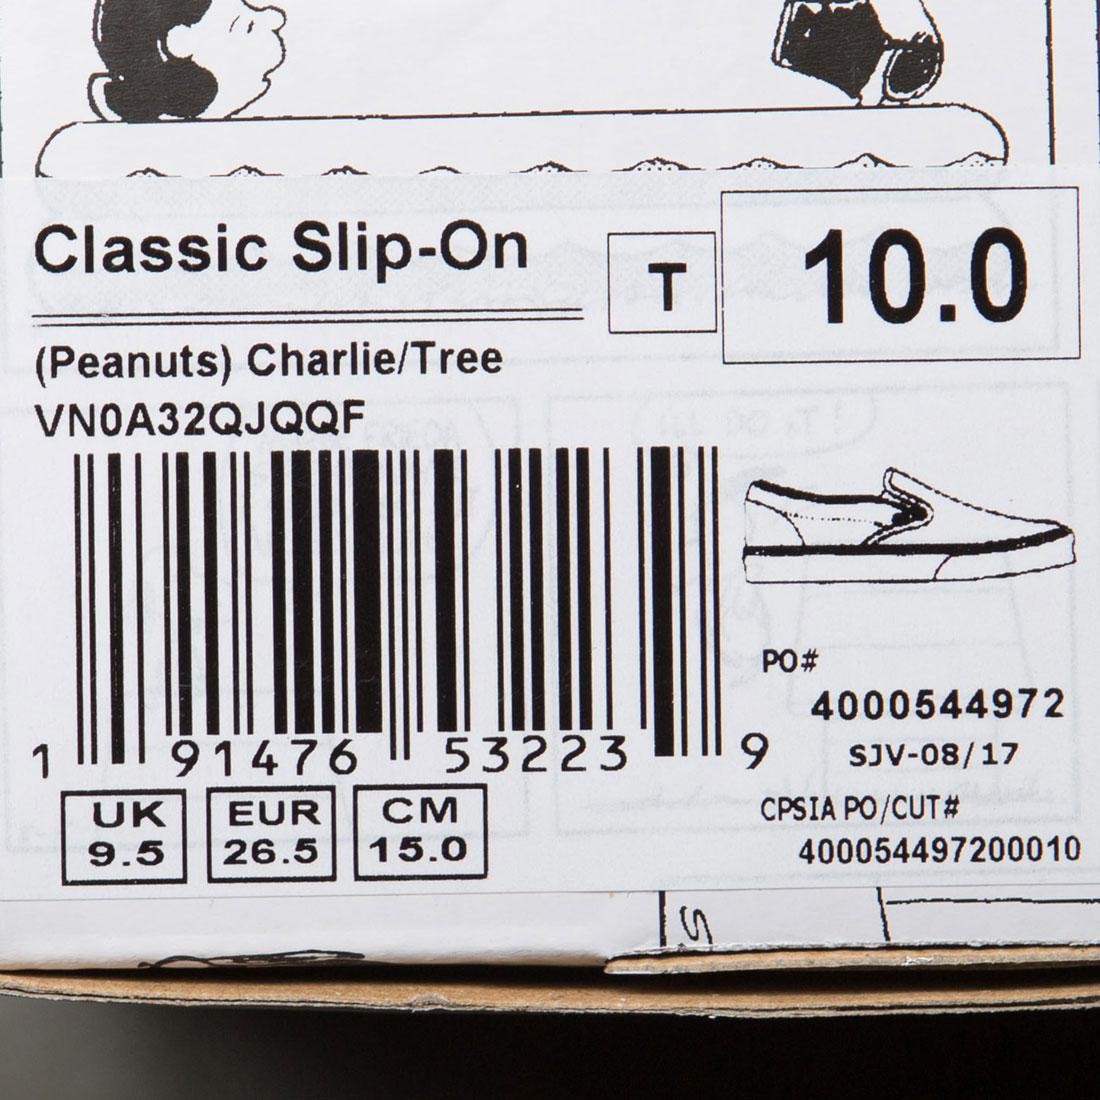 Classic Slip-On
T
10.0
(Peanuts) Charlie/Tree
VN0A32QJQQF
PO#
4000544972
SJV-08/17
1 91476 53223 9
CPSIA PO/CUT#
400054497200010
UK
9.5
EUR
26.5
CM
15.0